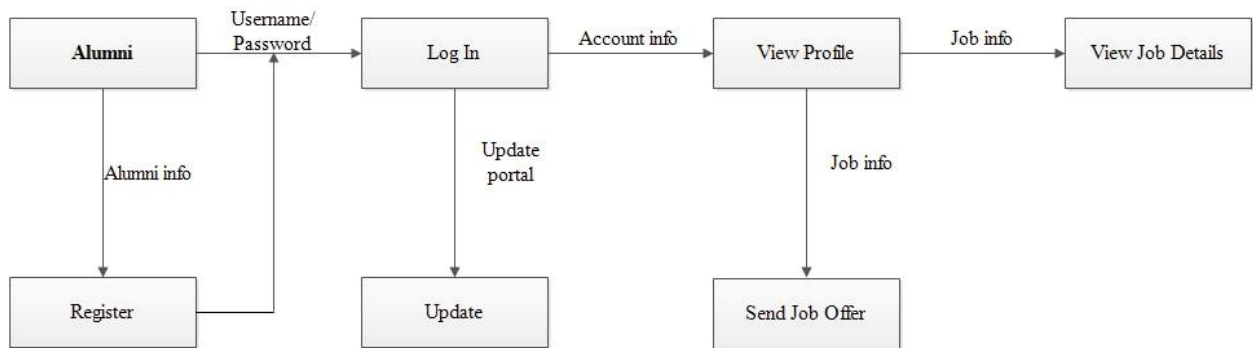 Username/
Password
Alumni
Log In
Account info
View Profile
Job info
View Job Details
Alumni info
Update
portal
Job info
Register
Update
Send Job Offer